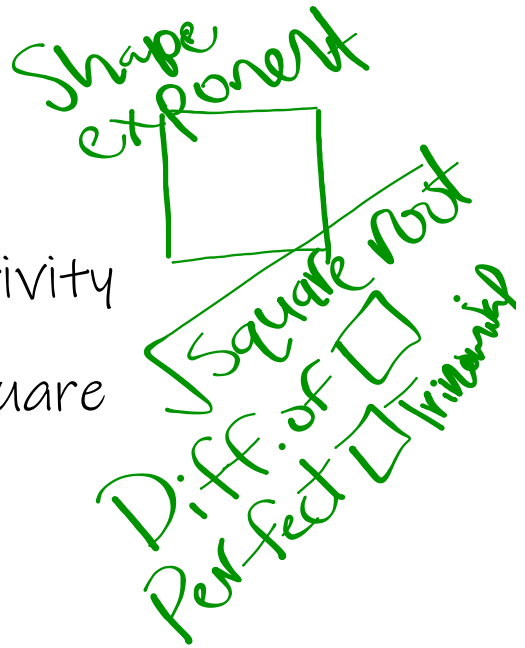 Shape
exponent
ivity
square root
uare
Diff. of
Perfect trinomial